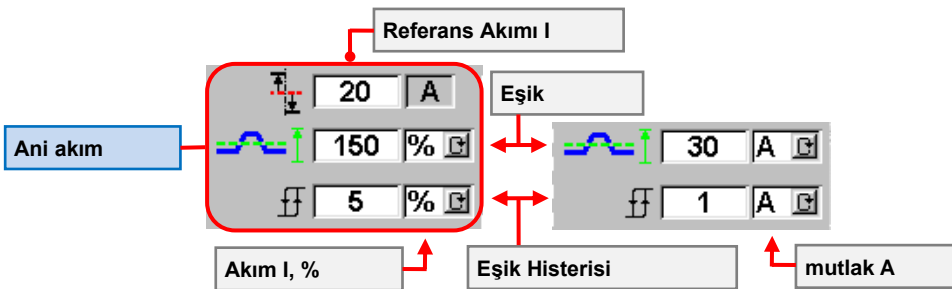 Referans Akımı I
20 A
Eşik
Ani akım
150 %
30 A
5 %
1 A
Akım I, %
Eşik Histerisi
mutlak A